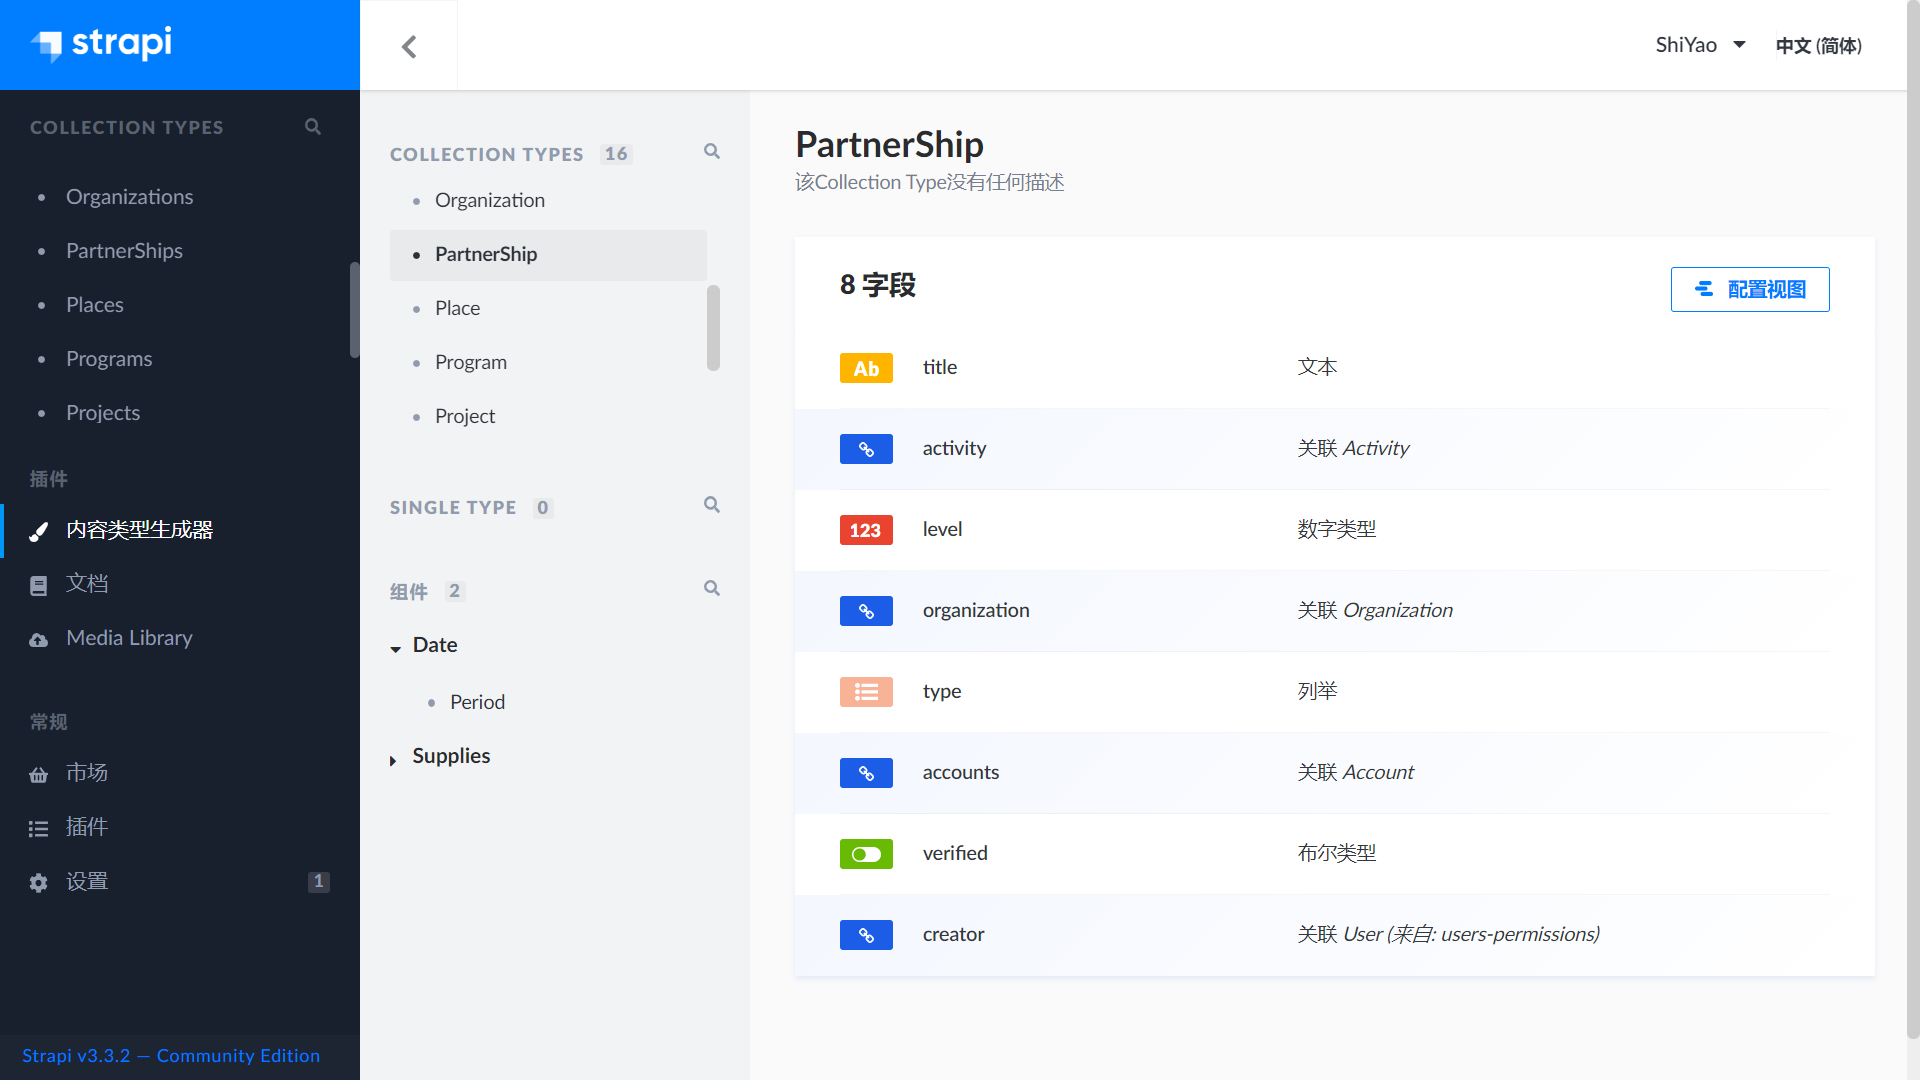 strapi
ShiYao
中文 (简体)
COLLECTION TYPES
Organizations
PartnerShips
Places
Programs
Projects
插件
内容类型生成器
文档
Media Library
常规
市场
插件
设置
1
Strapi v3.3.2 — Community Edition
COLLECTION TYPES 16
Organization
PartnerShip
Place
Program
Project
SINGLE TYPE 0
组件 2
Date
Period
Supplies
PartnerShip
该Collection Type没有任何描述
8 字段
配置视图
Ab title 文本
activity 关联 Activity
123 level 数字类型
organization 关联 Organization
type 列举
accounts 关联 Account
verified 布尔类型
creator 关联 User (来自: users-permissions)